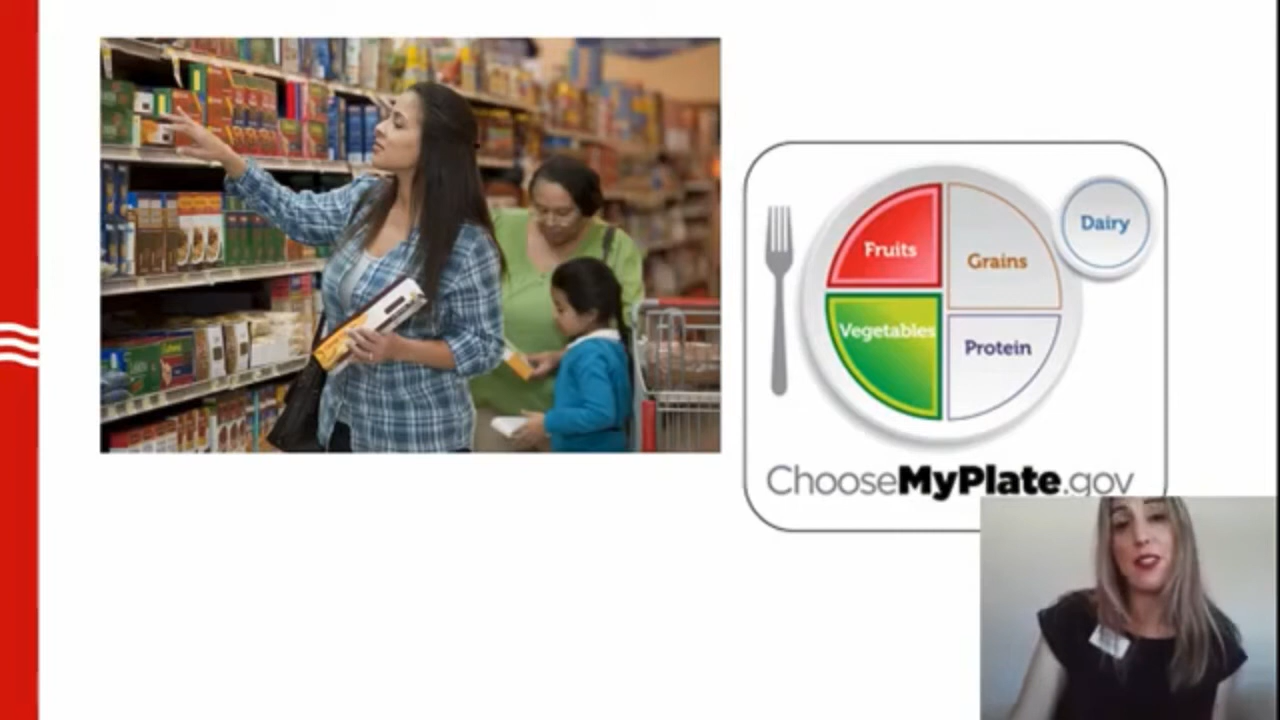 Fruits
Grains
Dairy
Vegetables
Protein
ChooseMyPlate.gov